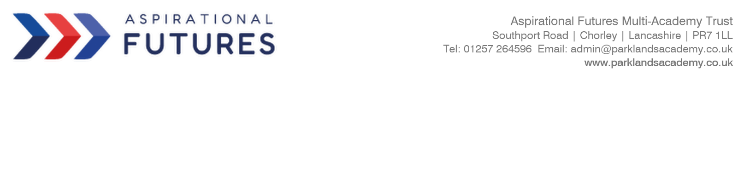 ASPIRATIONAL
FUTURES
Aspirational Futures Multi-Academy Trust
Southport Road | Chorley | Lancashire | PR7 1LL
Tel: 01257 264596  Email: admin@parklandsacademy.co.uk
www.parklandsacademy.co.uk